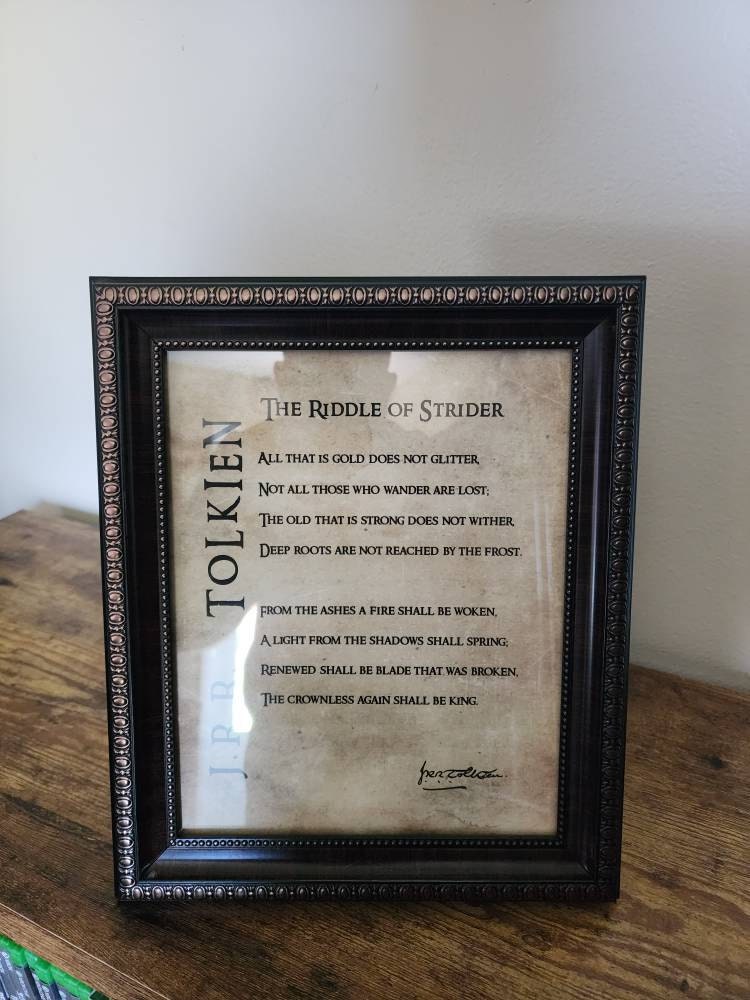 THE RIDDLE OF STRIDER
ALL THAT IS GOLD DOES NOT GLITTER,
NOT ALL THOSE WHO WANDER ARE LOST;
THE OLD THAT IS STRONG DOES NOT WITHER,
DEEP ROOTS ARE NOT REACHED BY THE FROST.
FROM THE ASHES A FIRE SHALL BE WOKEN,
A LIGHT FROM THE SHADOWS SHALL SPRING;
RENEWED SHALL BE BLADE THAT WAS BROKEN,
THE CROWNLESS AGAIN SHALL BE KING.
J.R.R. TOLKIEN
JRRTolkien.